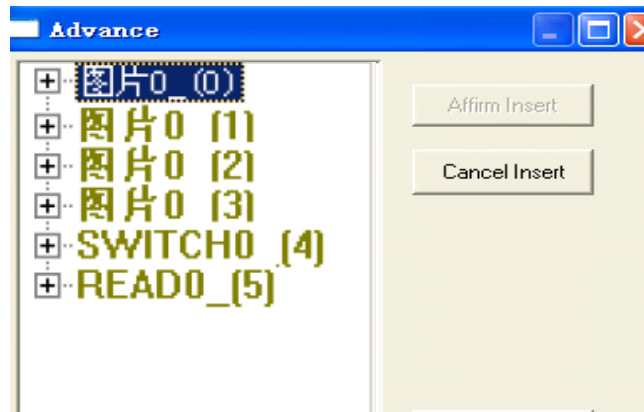 Advance
图片0_(0)
图片0_(1)
图片0_(2)
图片0_(3)
SWITCH0_(4)
READ0_(5)
Affirm Insert
Cancel Insert